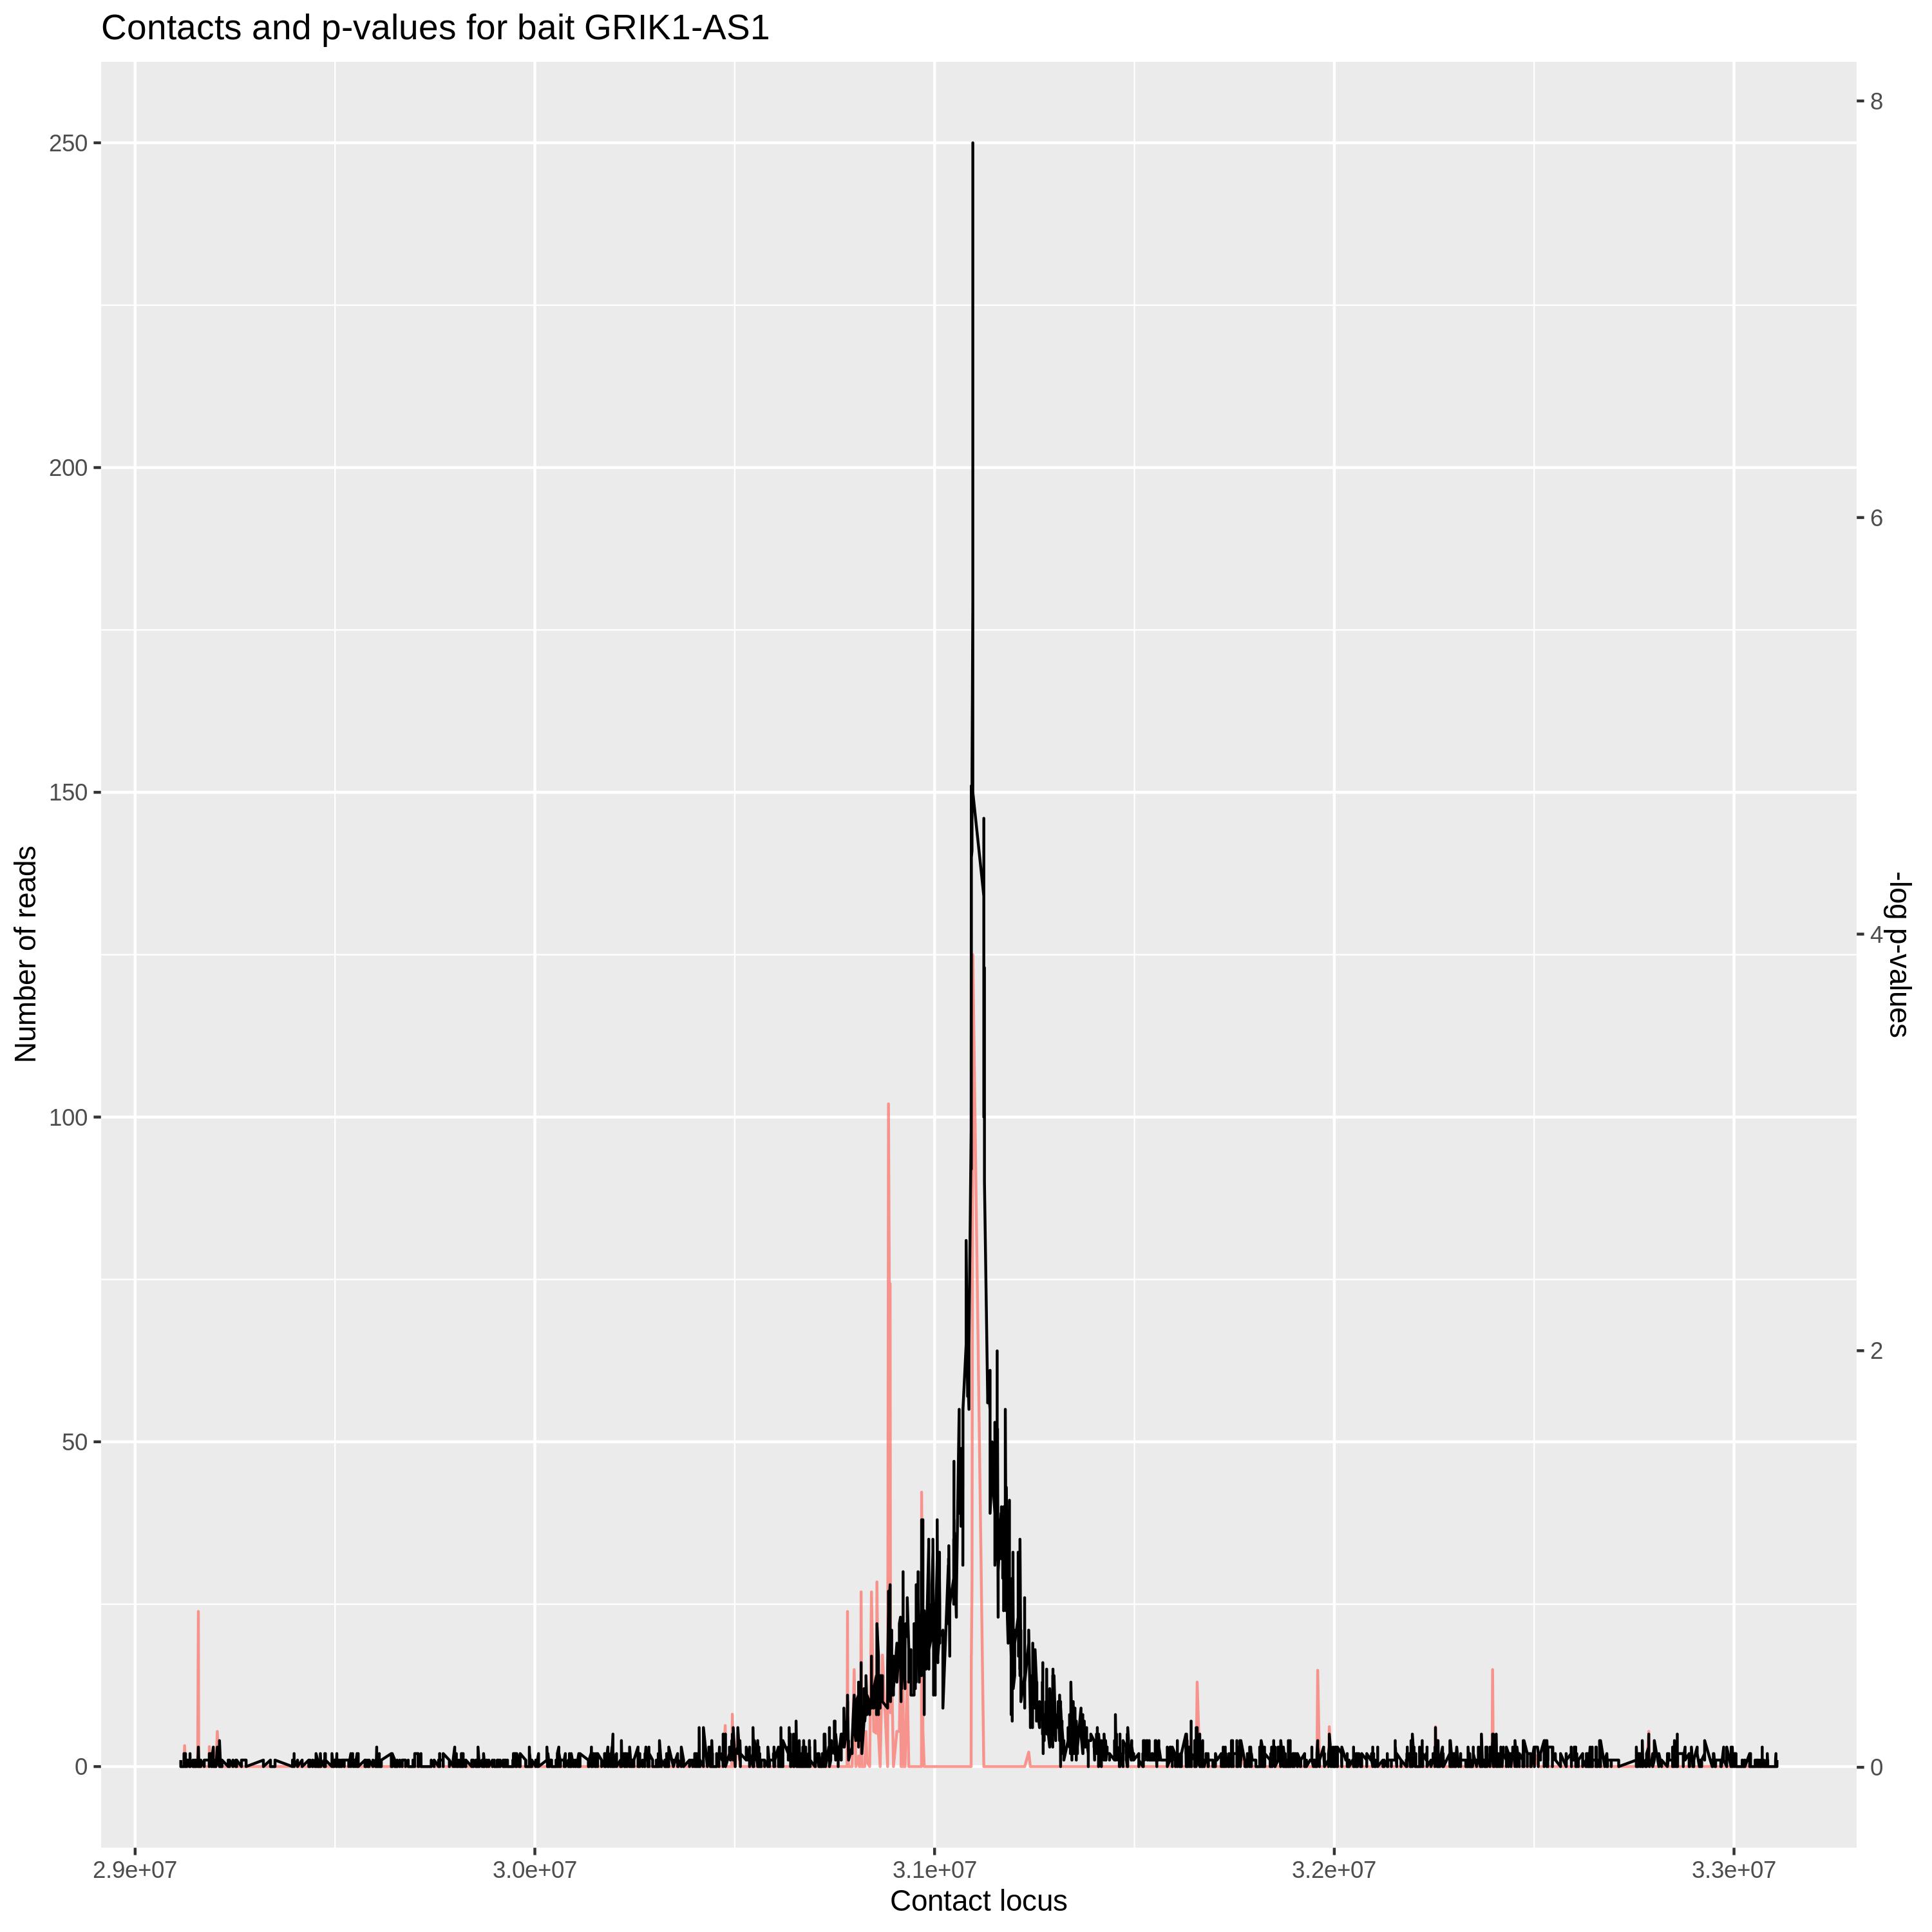 Contacts and p-values for bait GRIK1-AS1
250
200
150
100
50
0
8
6
4
2
0
2.9e+07
3.0e+07
3.1e+07
3.2e+07
3.3e+07
Number of reads
-log p-values
Contact locus